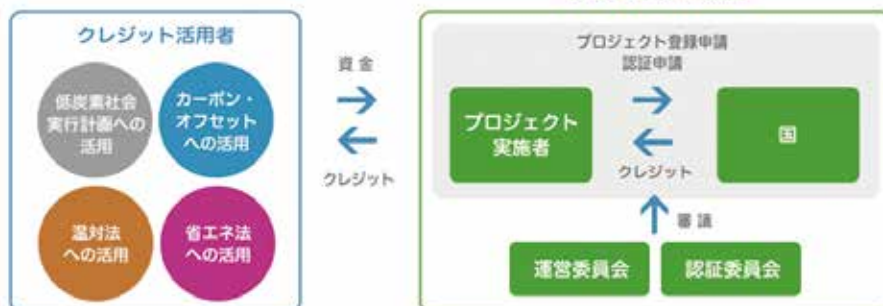 クレジット活用者
低炭素社会
実行計画への
活用
カーボン・
オフセット
への活用
温対法
への活用
省エネ法
への活用
資金
クレジット
プロジェクト登録申請
認証申請
プロジェクト
実施者
国
クレジット
審議
運営委員会
認証委員会